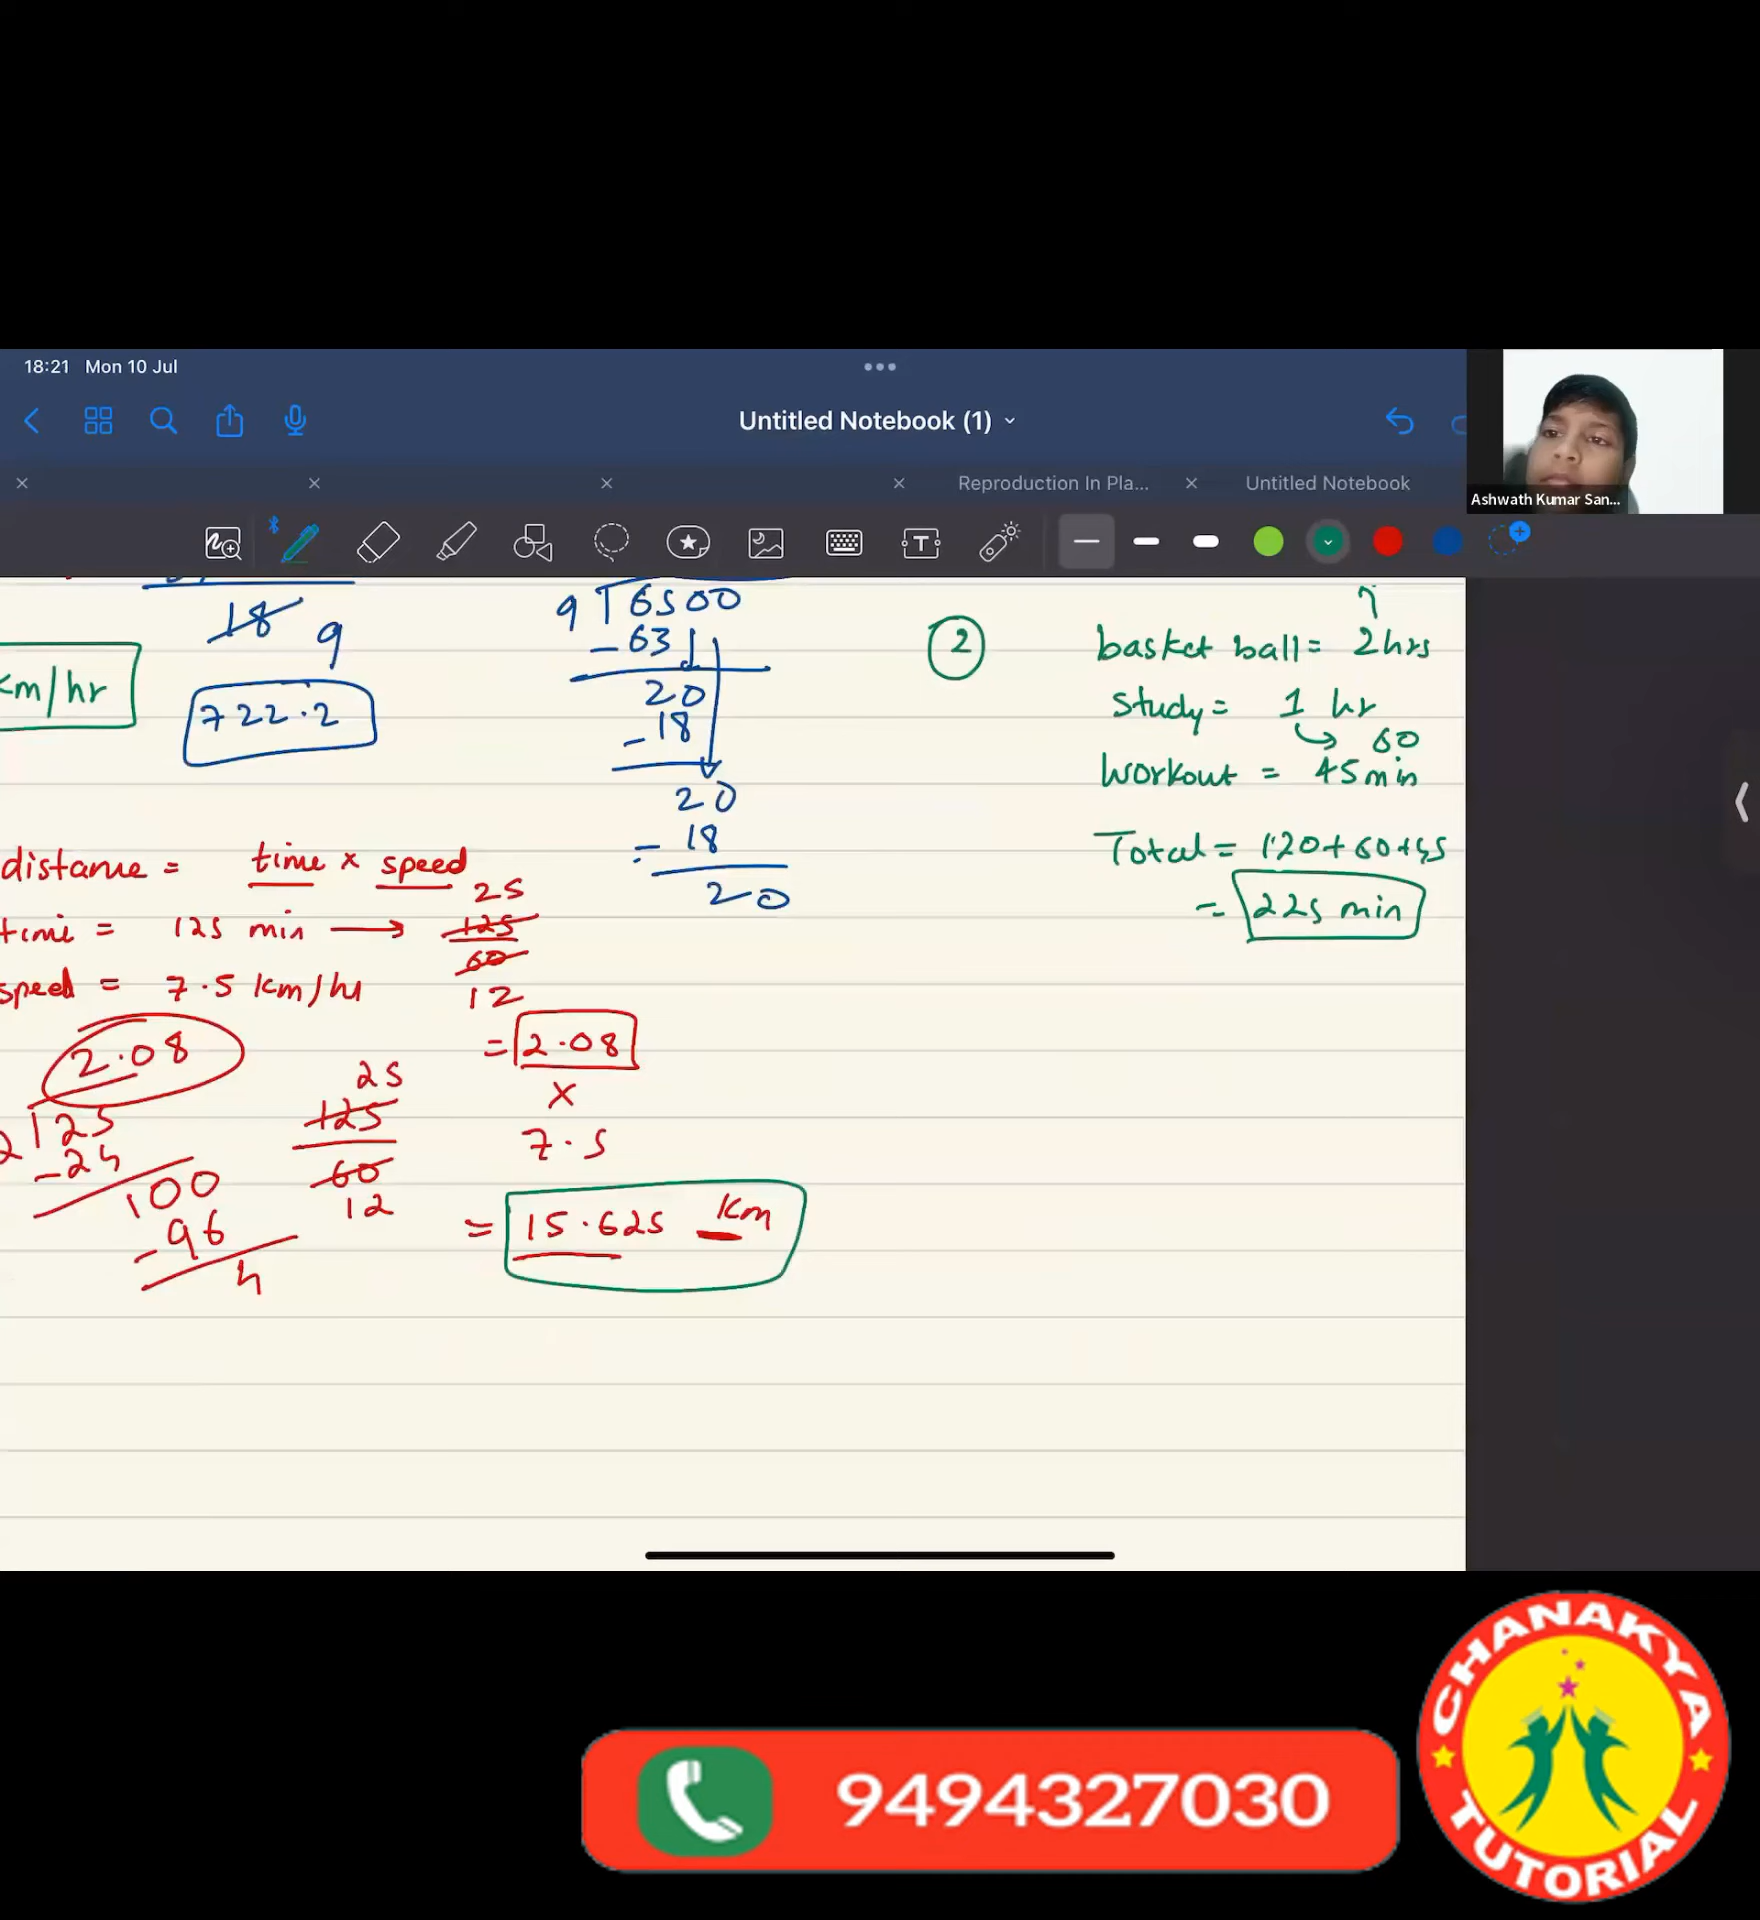 18:21 Mon 10 Jul
Untitled Notebook (1)
Reproduction In Pla...
Untitled Notebook
Ashwath Kumar San...
T
18 9
km/hr
722.2
9 6500
- 63
20
- 18
20
- 18
20
2
basket ball = 2hrs
study = 1 hr
60
Workout = 45min
Total = 120+60+45
= 225 min
distance = time x speed
time = 125 min → 125
60
25
12
speed = 7.5 km/hr
2.08
2 125
- 24
100
- 96
4
25
125
60
12
= 2.08
x
7.5
= 15.625 km
9494327030
CHANAKYA
TUTORIAL